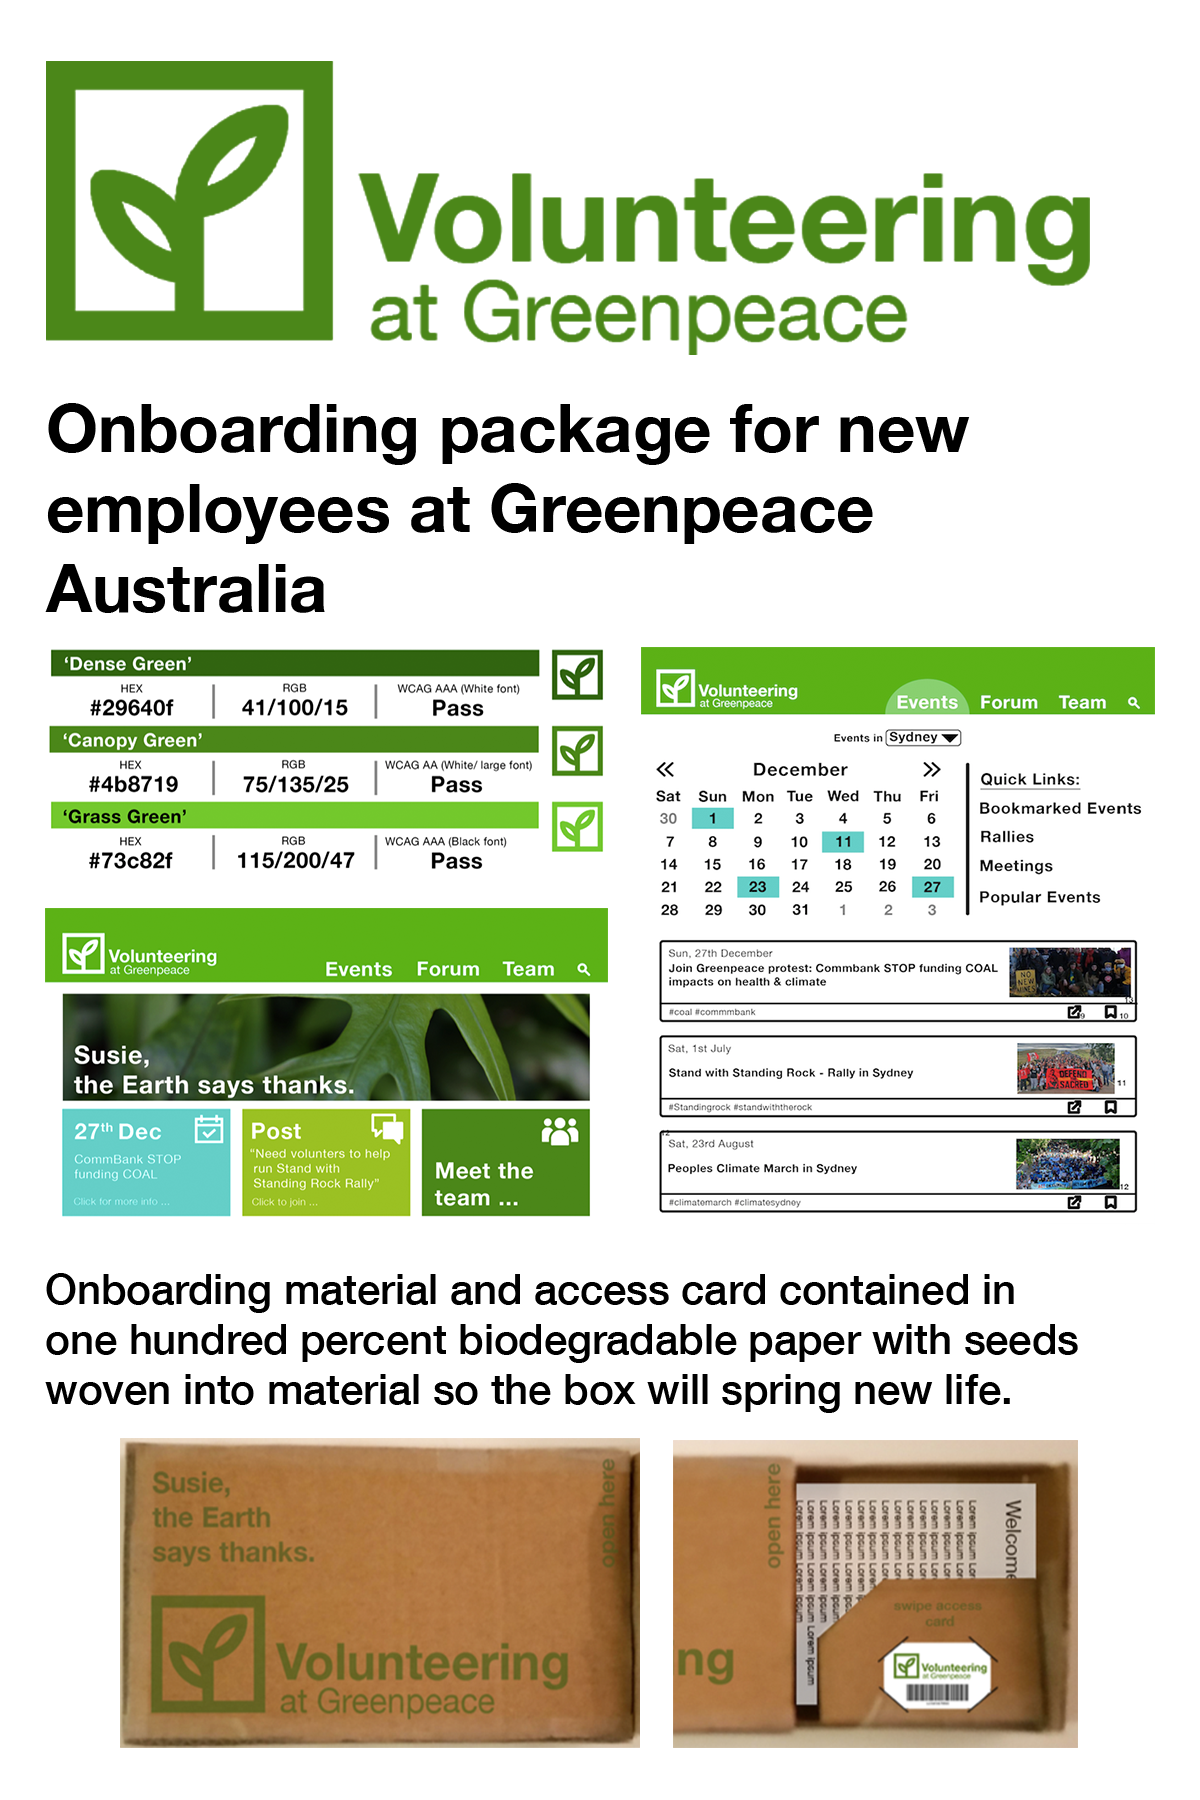 Volunteering
at Greenpeace
Onboarding package for new
employees at Greenpeace
Australia
‘Dense Green’
HEX
#29640f
RGB
41/100/15
WCAG AAA (White font)
Pass
‘Canopy Green’
HEX
#4b8719
RGB
75/135/25
WCAG AA (White/ large font)
Pass
‘Grass Green’
HEX
#73c82f
RGB
115/200/47
WCAG AAA (Black font)
Pass
Volunteering
at Greenpeace
Events Forum Team
Susie,
the Earth says thanks.
27th Dec
CommBank STOP
funding COAL
Click for more info ...
Post
“Need volunters to help
run Stand with
Standing Rock Rally”
Click to join ...
Meet the
team ...
Volunteering
at Greenpeace
Events Forum Team
Events in Sydney
December
Sat Sun Mon Tue Wed Thu Fri
30 1 2 3 4 5 6
7 8 9 10 11 12 13
14 15 16 17 18 19 20
21 22 23 24 25 26 27
28 29 30 31 1 2 3
Quick Links:
Bookmarked Events
Rallies
Meetings
Popular Events
Sun, 27th December
Join Greenpeace protest: Commbank STOP funding COAL
impacts on health & climate
NO
NEW
MINES
13
#coal #commmbank
9 10
Sat, 1st July
Stand with Standing Rock - Rally in Sydney
DEFEND
SACRED
11
#Standingrock #standwiththerock
12
Sat, 23rd August
Peoples Climate March in Sydney
12
#climatemarch #climatesydney
Onboarding material and access card contained in
one hundred percent biodegradable paper with seeds
woven into material so the box will spring new life.
Susie,
the Earth
says thanks.
open here
Volunteering
at Greenpeace
ng
open here
Welcome
Lorem ipsum Lorem ipsum Lorem ipsum
swipe access
card
Volunteering
at Greenpeace